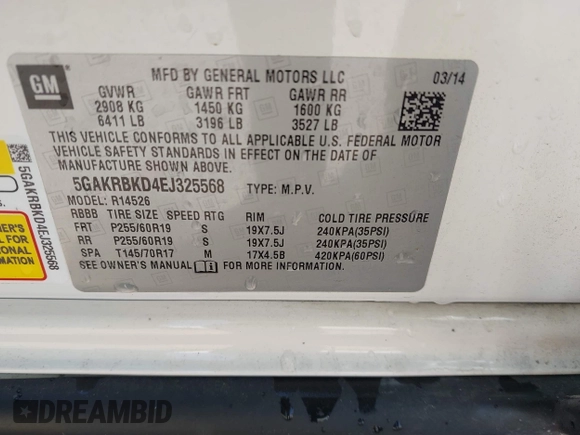 GM
MFD BY GENERAL MOTORS LLC
03/14
GVWR GAWR FRT GAWR RR
2908 KG 1450 KG 1600 KG
6411 LB 3196 LB 3527 LB
THIS VEHICLE CONFORMS TO ALL APPLICABLE U.S. FEDERAL MOTOR
VEHICLE SAFETY STANDARDS IN EFFECT ON THE DATE OF
MANUFACTURE SHOWN ABOVE.
5GAKRBKD4EJ325568 TYPE: M.P.V.
MODEL: R14526
RBBB TIRE SIZE SPEED RTG RIM COLD TIRE PRESSURE
FRT P255/60R19 S 19X7.5J 240KPA(35PSI)
RR P255/60R19 S 19X7.5J 240KPA(35PSI)
SPA T145/70R17 M 17X4.5B 420KPA(60PSI)
SEE OWNER'S MANUAL FOR MORE INFORMATION
5GAKRBKD4EJ325568
OWNER'S
L FOR
TIONAL
MATION
DREAMBID